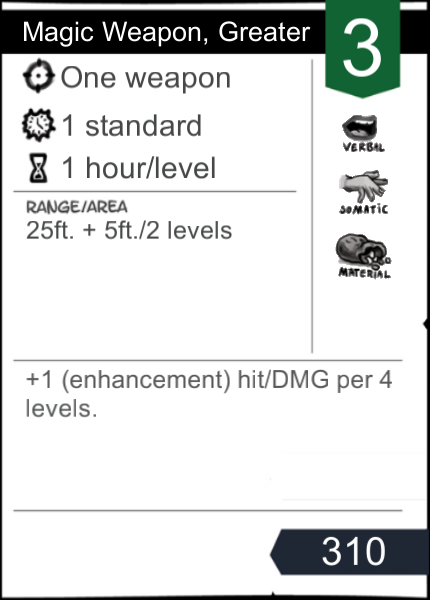 Magic Weapon, Greater
3
One weapon
1 standard
1 hour/level
VERBAL
SOMATIC
MATERIAL
RANGE/AREA
25ft. + 5ft./2 levels
+1 (enhancement) hit/DMG per 4
levels.
310